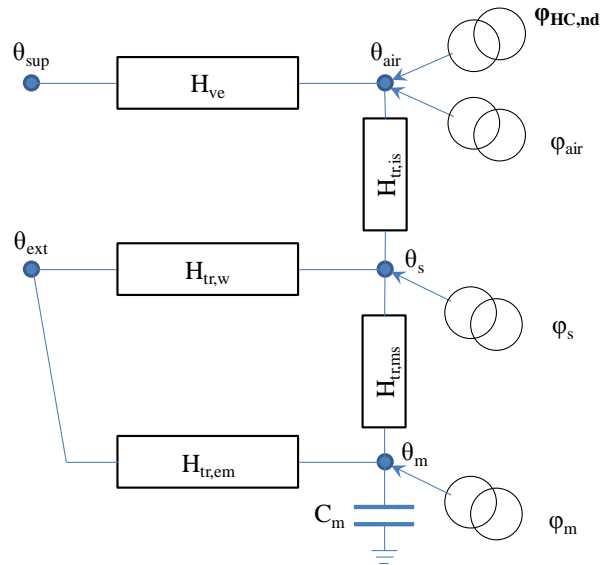 φHC,nd
θsup
θair
Hve
φair
Htr,is
θext
θs
Htr,w
φs
Htr,ms
θm
Htr,em
Cm
φm